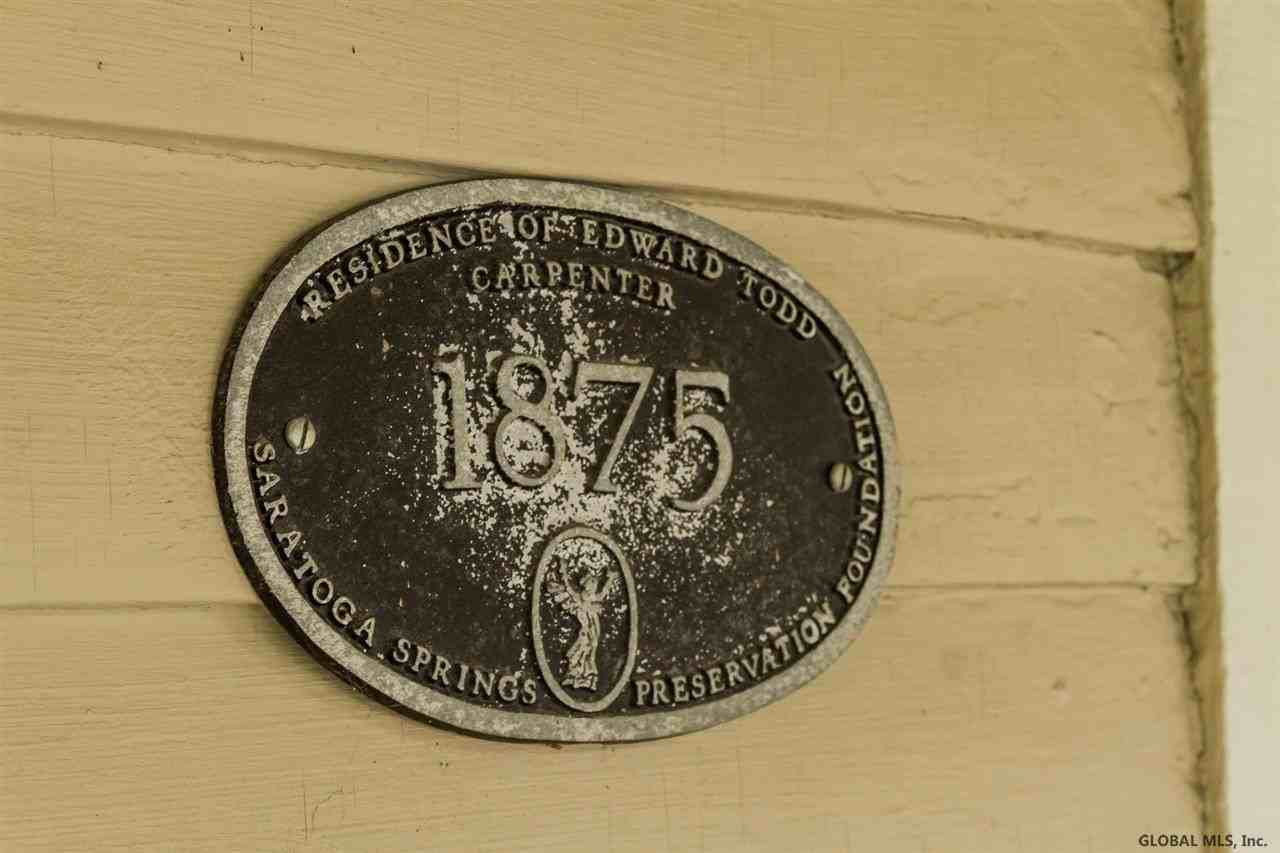 RESIDENCE OF EDWARD TODD
CARPENTER
1875
SARATOGA SPRINGS PRESERVATION FOUNDATION
GLOBAL MLS, Inc.